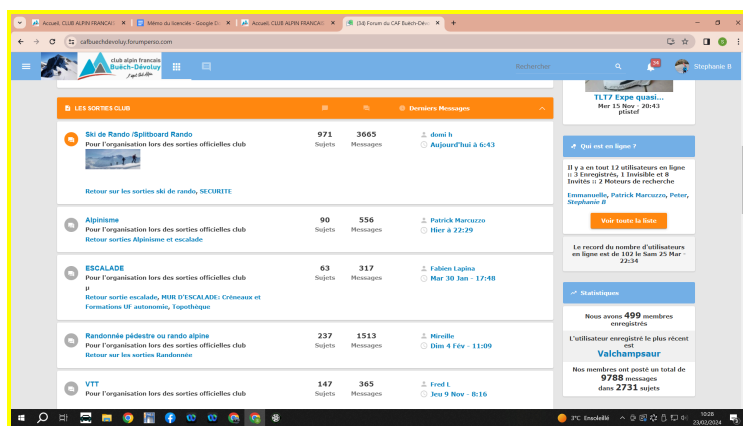 Accueil. CLUB ALPIN FRANCAIS
Mémo du licenciés - Google Do
Accueil. CLUB ALPIN FRANCAIS
(34) Forum du CAF Buëch-Dévo
cafbuechdevoluy.forumperso.com
club alpin francais
Buëch-Dévoluy
Rechercher
34
Stephanie B
LES SORTIES CLUB
Derniers Messages
Ski de Rando /Splitboard Rando
Pour l'organisation lors des sorties officielles club
Retour sur les sorties ski de rando, SECURITE
971
Sujets
3665
Messages
domi h
Aujourd'hui à 6:43
Alpinisme
Pour l'organisation lors des sorties officielles club
Retour sorties Alpinisme et escalade
90
Sujets
556
Messages
Patrick Marcuzzo
Hier à 22:29
ESCALADE
Pour l'organisation lors des sorties officielles club
µ
Retour sortie escalade, MUR D'ESCALADE: Créneaux et
Formations UF autonomie, Topothèque
63
Sujets
317
Messages
Fabien Lapina
Mar 30 Jan - 17:48
Randonnée pédestre ou rando alpine
Pour l'organisation lors des sorties officielles club
Retour sur les sorties Randonnée
237
Sujets
1513
Messages
Mireille
Dim 4 Fév - 11:09
VTT
Pour l'organisation lors des sorties officielles club
147
Sujets
365
Messages
Fred L
Jeu 9 Nov - 8:16
TLT7 Expe quasi...
Mer 15 Nov - 20:43
ptistef
Qui est en ligne ?
Il y a en tout 12 utilisateurs en ligne
:: 3 Enregistrés, 1 Invisible et 8
Invités :: 2 Moteurs de recherche
Emmanuelle, Patrick Marcuzzo, Peter,
Stephanie B
Voir toute la liste
Le record du nombre d'utilisateurs
en ligne est de 102 le Sam 25 Mar -
22:34
Statistiques
Nous avons 499 membres
enregistrés
L'utilisateur enregistré le plus récent
est
Valchampsaur
Nos membres ont posté un total de
9788 messages
dans 2731 sujets
3°C Ensoleillé
10:28
23/02/2024